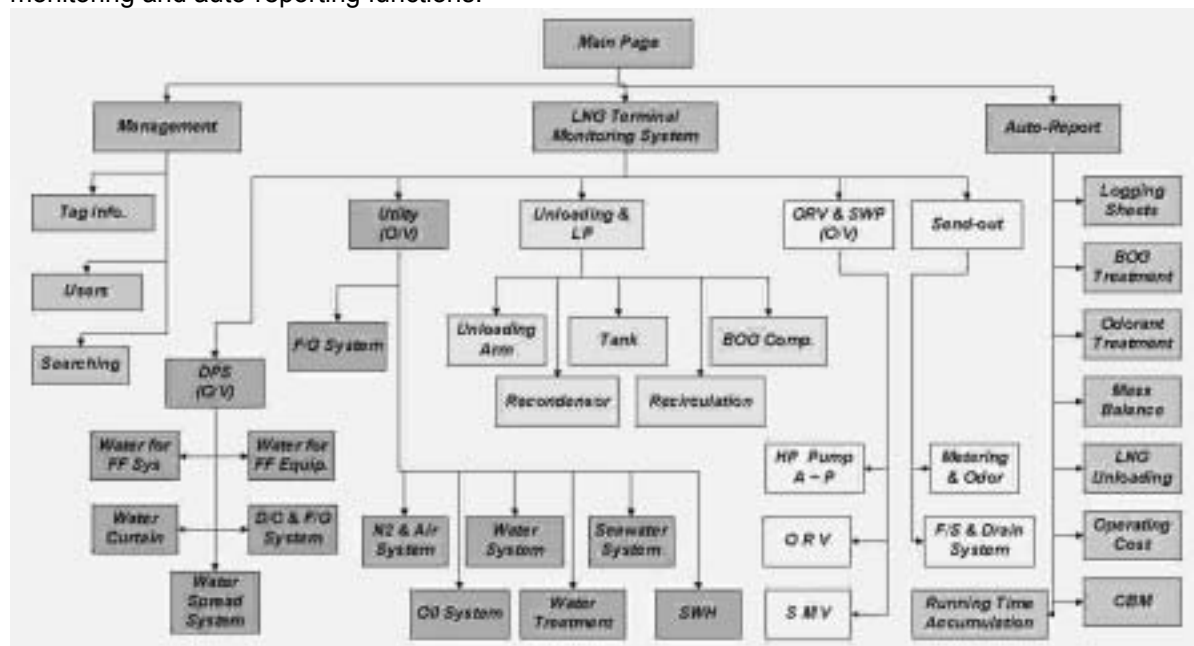 monitoring and auto reporting functions.
Main Page
Management
LNG Terminal
Monitoring System
Auto-Report
Tag Info.
Users
Searching
Utility
(O/V)
Unloading &
LP
ORV & SWP
(O/V)
Send-out
Logging
Sheets
BOG
Treatment
Odorant
Treatment
Mass
Balance
LNG
Unloading
Operating
Cost
CBM
Running Time
Accumulation
F/G System
Unloading
Arm.
Tank
BOG Comp.
Recondensor
Recirculation
(O/V)
Water for
FF Sys
Water for
FF Equip.
Water
Curtain
System
Water
Spread
System
N2 & Air
System
Water
System
Seawater
System
Oil System
Water
Treatment
SWH
HP Pump
A ~ P
O R V
S M V
Metering
& Odor
F/S & Drain
System